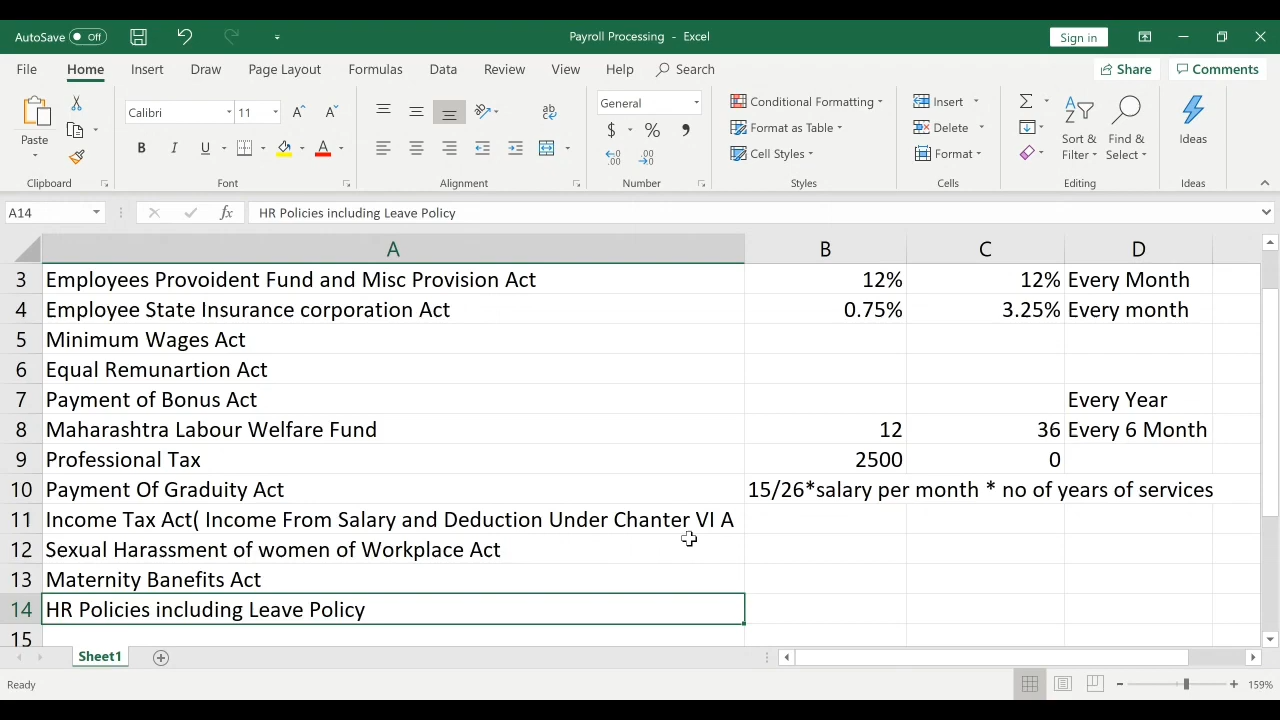 AutoSave Off Payroll Processing - Excel Sign in
File Home Insert Draw Page Layout Formulas Data Review View Help Search Share Comments
Paste Calibri 11 General Conditional Formatting Insert Sort & Filter Find & Select Ideas
B I U $ % Format as Table Delete
Cell Styles Format
Clipboard Font Alignment Number Styles Cells Editing Ideas
A14 fx HR Policies including Leave Policy
A B C D
3 Employees Provoident Fund and Misc Provision Act 12% 12% Every Month
4 Employee State Insurance corporation Act 0.75% 3.25% Every month
5 Minimum Wages Act
6 Equal Remunartion Act
7 Payment of Bonus Act Every Year
8 Maharashtra Labour Welfare Fund 12 36 Every 6 Month
9 Professional Tax 2500 0
10 Payment Of Graduity Act 15/26*salary per month * no of years of services
11 Income Tax Act( Income From Salary and Deduction Under Chanter VI A
12 Sexual Harassment of women of Workplace Act
13 Maternity Banefits Act
14 HR Policies including Leave Policy
15
Sheet1
Ready 159%